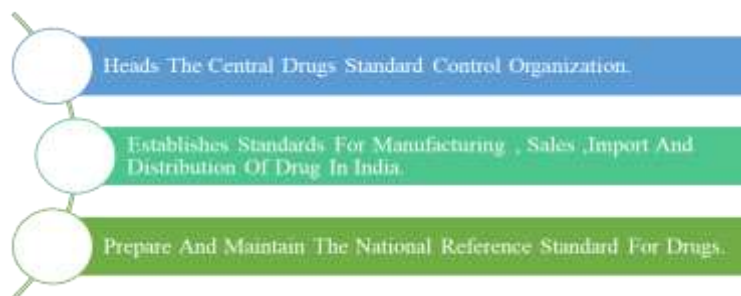 Heads The Central Drugs Standard Control Organization.
Establishes Standards For Manufacturing , Sales ,Import And
Distribution Of Drug In India.
Prepare And Maintain The National Reference Standard For Drugs.